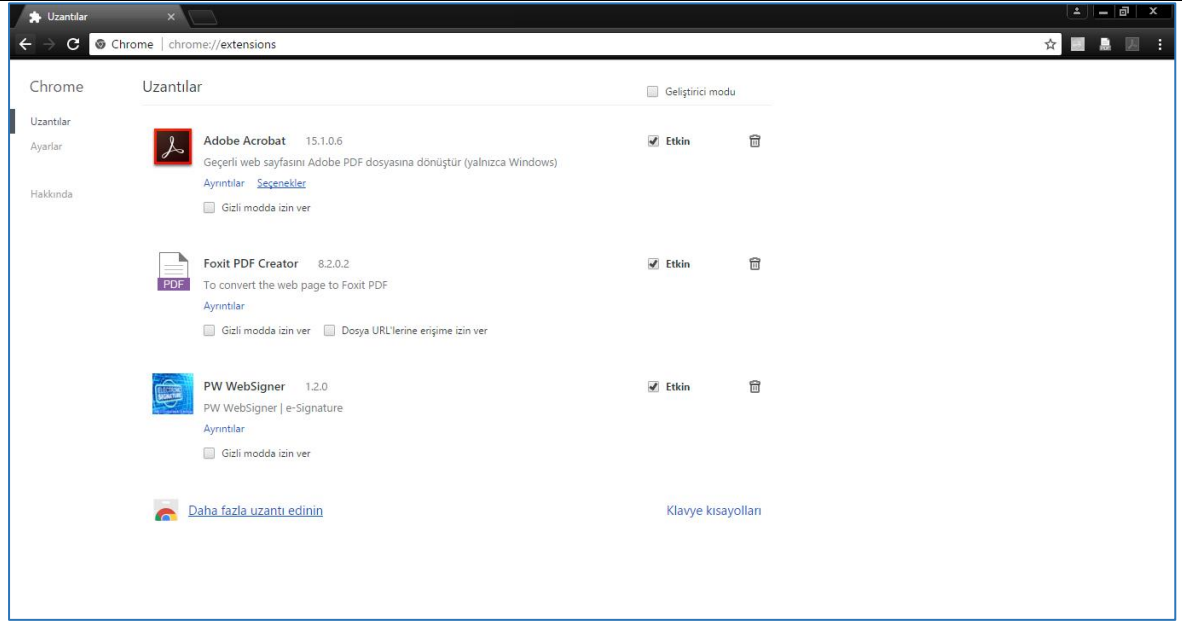 Uzantılar
Chrome chrome://extensions
Chrome
Uzantılar
Ayarlar
Hakkında
Uzantılar
Geliştirici modu
Adobe Acrobat 15.1.0.6
Etkin
Geçerli web sayfasını Adobe PDF dosyasına dönüştür (yalnızca Windows)
Ayrıntılar Seçenekler
Gizli modda izin ver
PDF
Foxit PDF Creator 8.2.0.2
Etkin
To convert the web page to Foxit PDF
Ayrıntılar
Gizli modda izin ver Dosya URL'lerine erişime izin ver
ELECTRONIC
SIGNATURE
PW WebSigner 1.2.0
Etkin
PW WebSigner | e-Signature
Ayrıntılar
Gizli modda izin ver
Daha fazla uzantı edinin
Klavye kısayolları